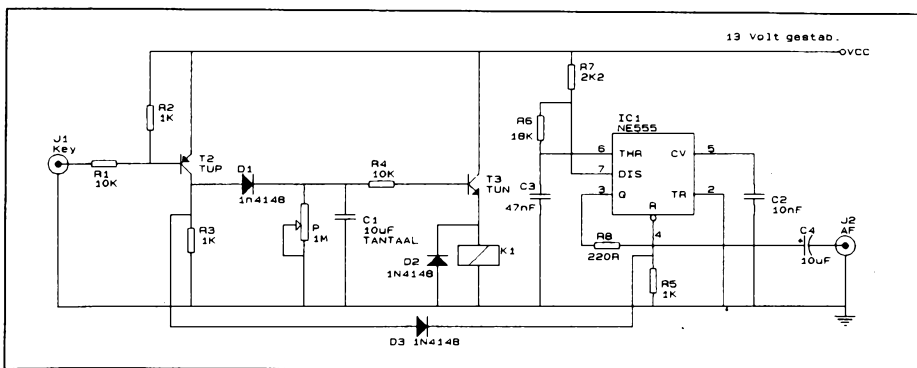 13 Volt gestab.
VCC
R7
2K2
R2
1K
IC1
NE555
R6
18K
J1
Key
T2
TUP
D1
1n4148
R4
10K
6
THR
CV
5
7
DIS
R1
10K
T3
TUN
C3
47nF
3
Q
TR
2
C2
10nF
R
R3
1K
P
1M
C1
10uF
TANTAAL
D2
1N4148
K1
4
R8
220R
C4
+
10uF
J2
AF
R5
1K
D3 1N4148